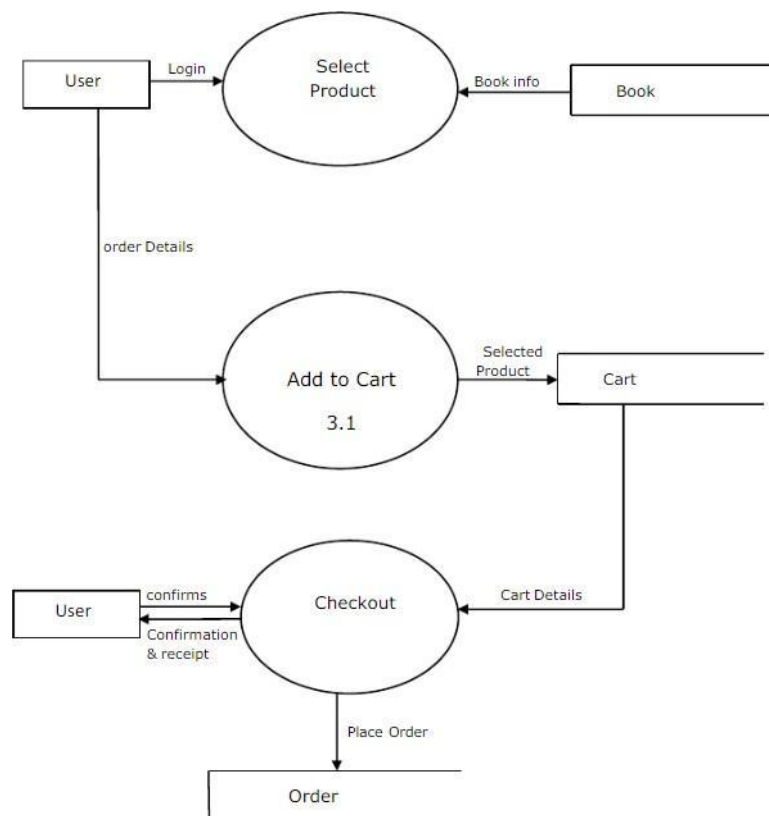 User
Login
Select
Product
Book info
Book
order Details
Add to Cart
3.1
Selected
Product
Cart
User
confirms
Confirmation
& receipt
Checkout
Cart Details
Place Order
Order